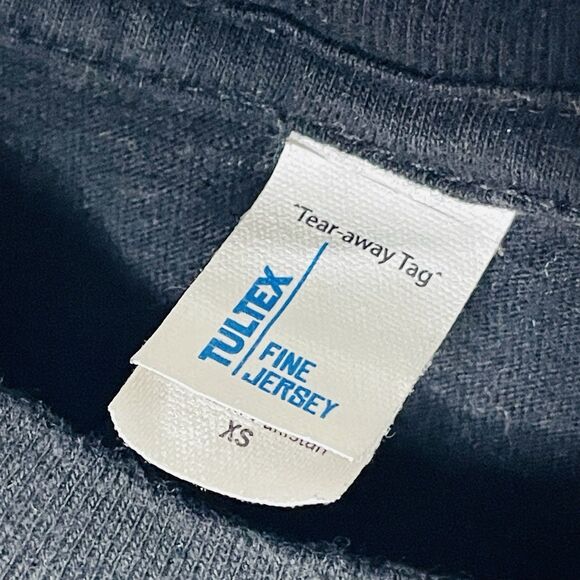 "Tear-away Tag"
TULTEX
FINE
JERSEY
XS